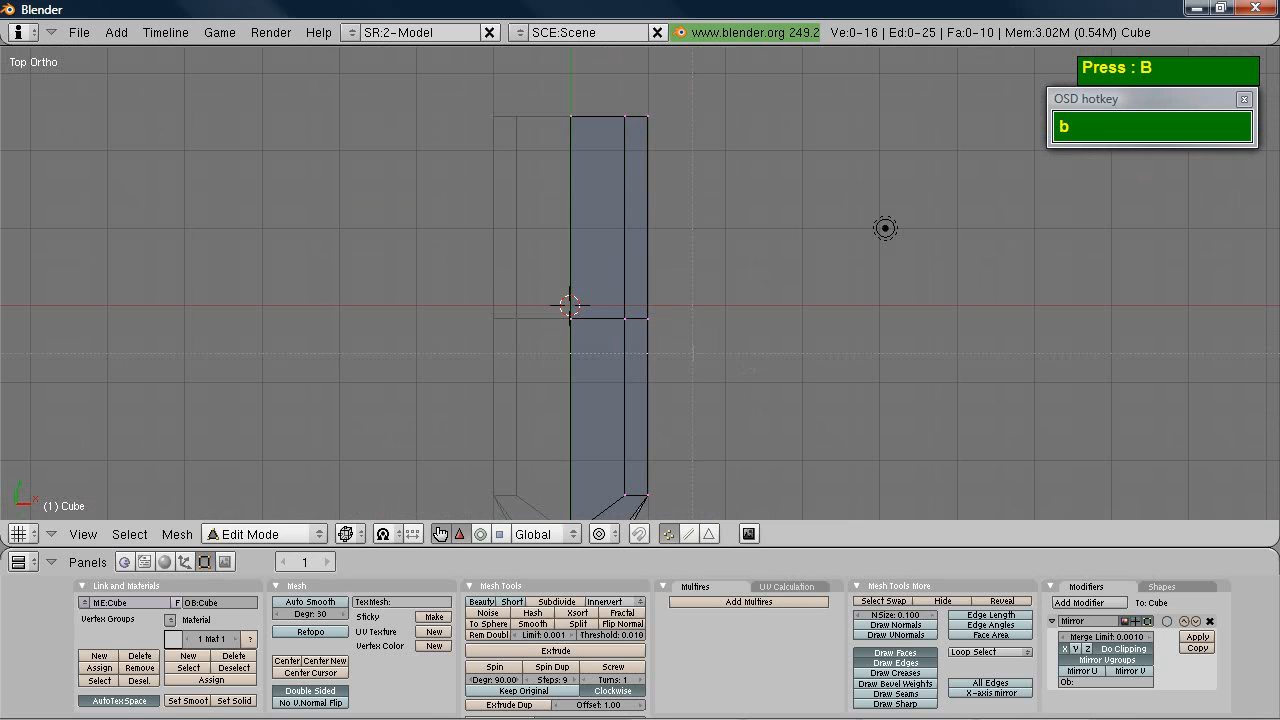 Blender
File Add Timeline Game Render Help SR:2-Model SCE:Scene www.blender.org 249.2 Ve:0-16 | Ed:0-25 | Fa:0-10 | Mem:3.02M (0.54M) Cube
Top Ortho
Press : B
OSD hotkey
b
x
(1) Cube
View Select Mesh Edit Mode Global
Panels 1
Link and Materials
ME:Cube F OB:Cube
Vertex Groups Material
1 Mat 1 ?
New Delete New Delete
Assign Remove Select Deselect
Select Desel. Assign
AutoTexSpace Set Smoot Set Solid
Mesh
Auto Smooth TexMesh:
Degr: 30 Sticky Make
Retopo UV Texture New
Vertex Color New
Center Center New
Center Cursor
Double Sided
No V.Normal Flip
Mesh Tools
Beauty Short Subdivide Innervert
Noise Hash Xsort Fractal
To Sphere Smooth Split Flip Normal
Rem Doubl Limit: 0.001 Threshold: 0.010
Extrude
Spin Spin Dup Screw
Degr: 90.00 Steps: 9 Turns: 1
Keep Original Clockwise
Extrude Dup Offset: 1.00
Multires UV Calculation
Add Multires
Mesh Tools More
Select Swap Hide Reveal
NSize: 0.100 Edge Length
Draw Normals Edge Angles
Draw VNormals Face Area
Draw Faces Loop Select
Draw Edges
Draw Creases
Draw Bevel Weights All Edges
Draw Seams X-axis mirror
Draw Sharp
Modifiers Shapes
Add Modifier To: Cube
Mirror
Merge Limit: 0.0010 Apply
X Y Z Do Clipping Copy
Mirror Vgroups
Mirror U Mirror V
Ob: